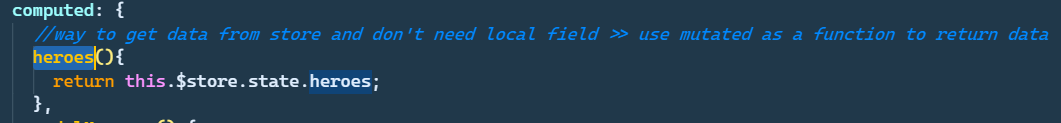 computed: {
//way to get data from store and don't need local field >> use mutated as a function to return data
heroes(){
return this.$store.state.heroes;
},